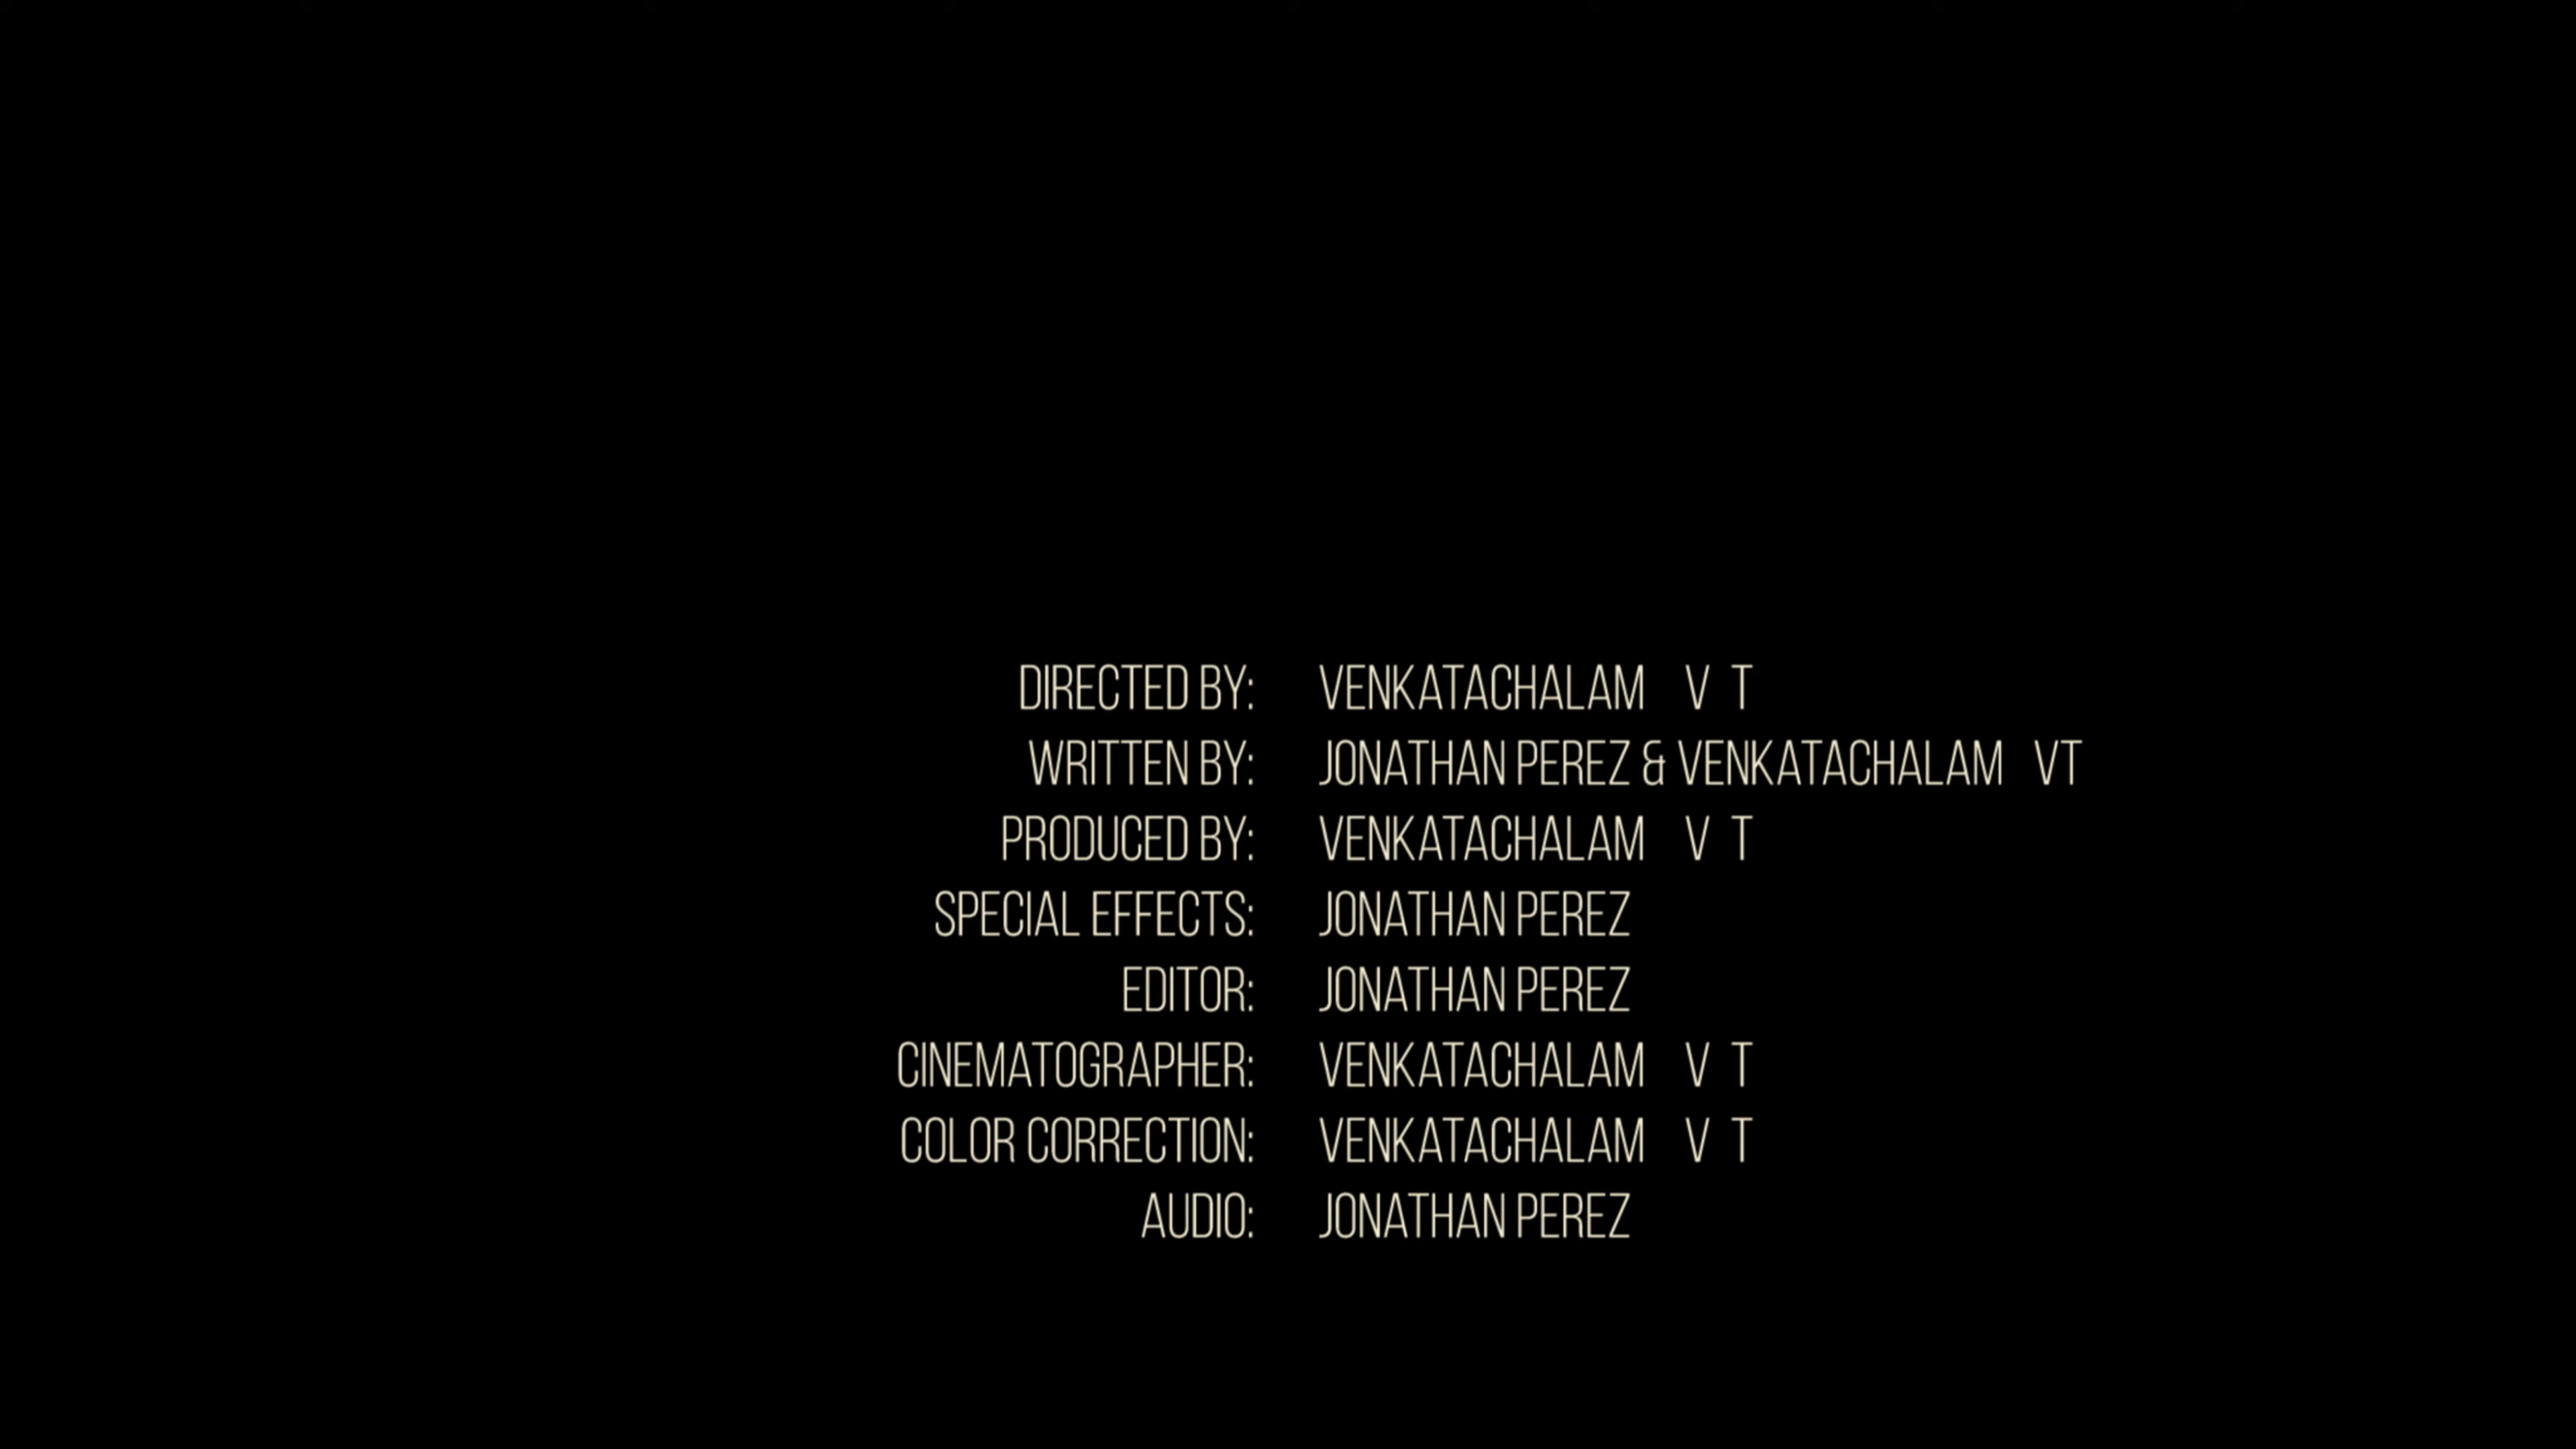 DIRECTED BY: VENKATACHALAM V T
WRITTEN BY: JONATHAN PEREZ & VENKATACHALAM VT
PRODUCED BY: VENKATACHALAM V T
SPECIAL EFFECTS: JONATHAN PEREZ
EDITOR: JONATHAN PEREZ
CINEMATOGRAPHER: VENKATACHALAM V T
COLOR CORRECTION: VENKATACHALAM V T
AUDIO: JONATHAN PEREZ